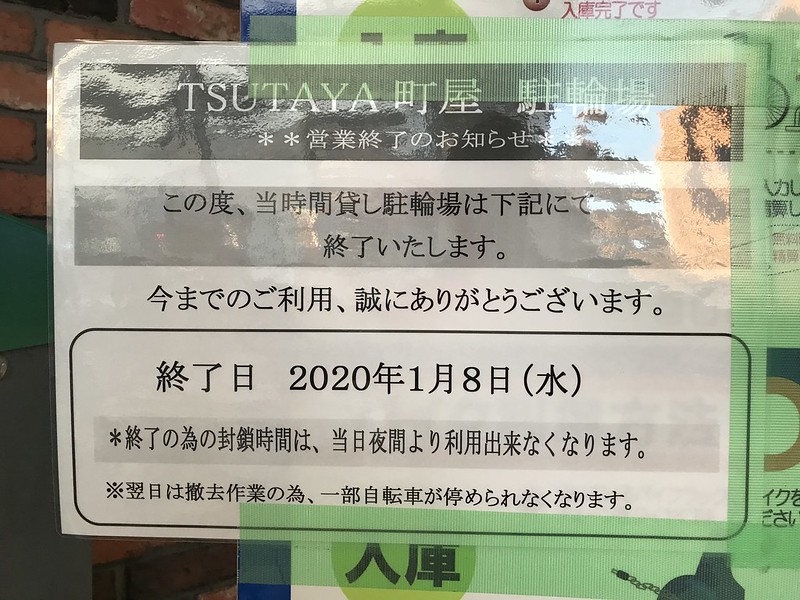 入庫完了です
TSUTAYA 町屋 駐輪場
＊＊営業終了のお知らせ＊＊
この度、当時間貸し駐輪場は下記にて
終了いたします。
今までのご利用、誠にありがとうございます。
終了日 2020年1月8日(水)
＊終了の為の封鎖時間は、当日夜間より利用出来なくなります。
※翌日は撤去作業の為、一部自転車が停められなくなります。
入庫